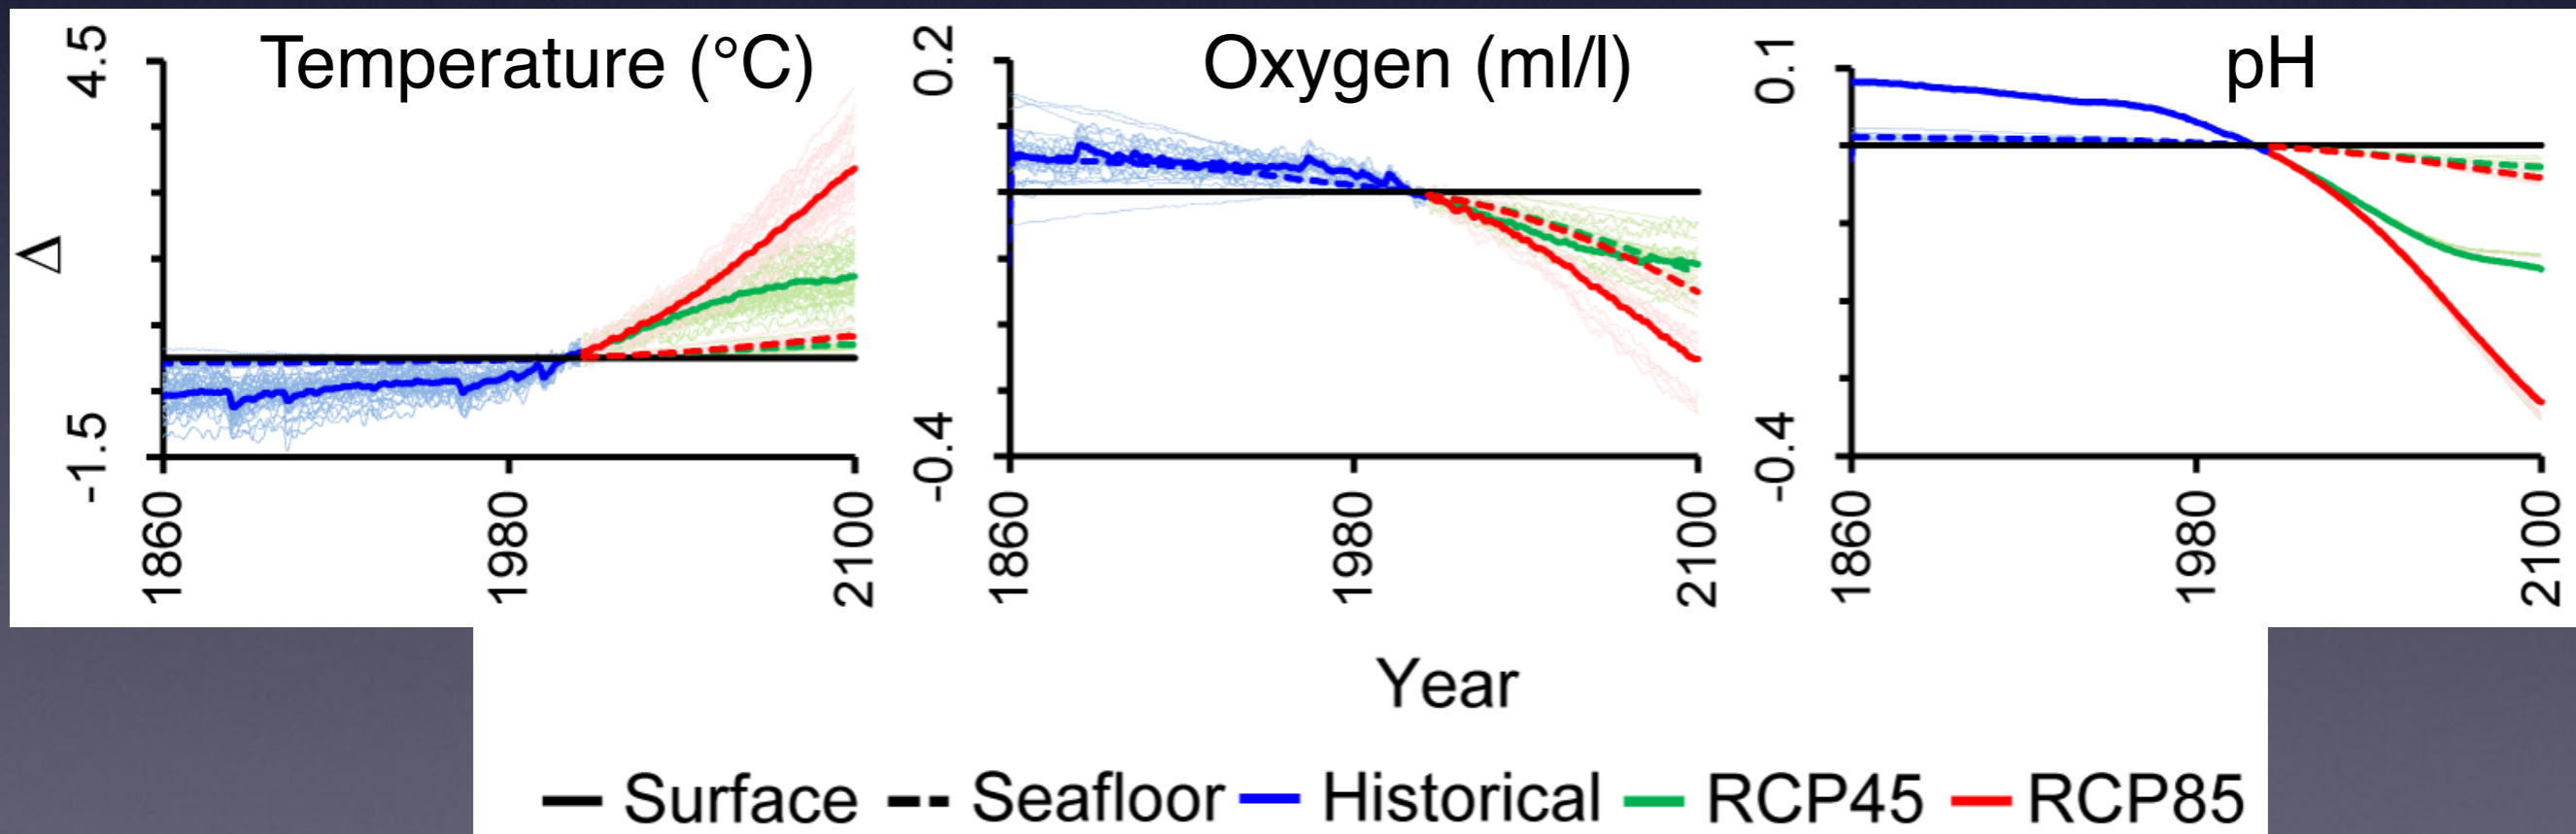 Temperature (°C)
4.5
Δ
-1.5
1860
1980
2100
Oxygen (ml/l)
0.2
-0.4
1860
1980
2100
pH
0.1
-0.4
1860
1980
2100
Year
Surface Seafloor Historical RCP45 RCP85